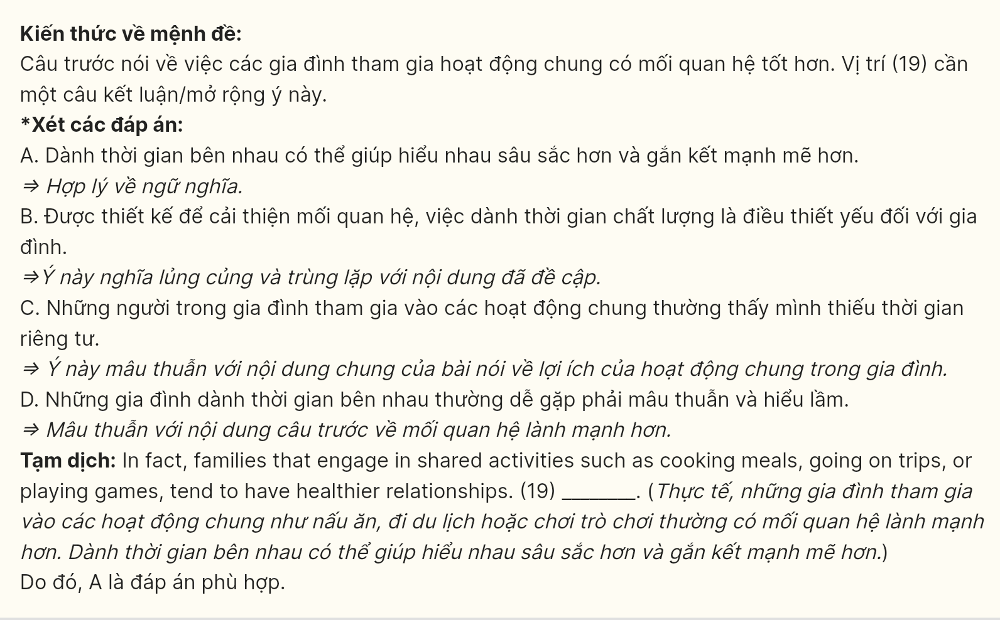 Kiến thức về mệnh đề:
Câu trước nói về việc các gia đình tham gia hoạt động chung có mối quan hệ tốt hơn. Vị trí (19) cần
một câu kết luận/mở rộng ý này.
*Xét các đáp án:
A. Dành thời gian bên nhau có thể giúp hiểu nhau sâu sắc hơn và gắn kết mạnh mẽ hơn.
⇒ Hợp lý về ngữ nghĩa.
B. Được thiết kế để cải thiện mối quan hệ, việc dành thời gian chất lượng là điều thiết yếu đối với gia
đình.
⇒Ý này nghĩa lủng củng và trùng lặp với nội dung đã đề cập.
C. Những người trong gia đình tham gia vào các hoạt động chung thường thấy mình thiếu thời gian
riêng tư.
⇒ Ý này mâu thuẫn với nội dung chung của bài nói về lợi ích của hoạt động chung trong gia đình.
D. Những gia đình dành thời gian bên nhau thường dễ gặp phải mâu thuẫn và hiểu lầm.
⇒ Mâu thuẫn với nội dung câu trước về mối quan hệ lành mạnh hơn.
Tạm dịch: In fact, families that engage in shared activities such as cooking meals, going on trips, or
playing games, tend to have healthier relationships. (19) ________. (Thực tế, những gia đình tham gia
vào các hoạt động chung như nấu ăn, đi du lịch hoặc chơi trò chơi thường có mối quan hệ lành mạnh
hơn. Dành thời gian bên nhau có thể giúp hiểu nhau sâu sắc hơn và gắn kết mạnh mẽ hơn.)
Do đó, A là đáp án phù hợp.